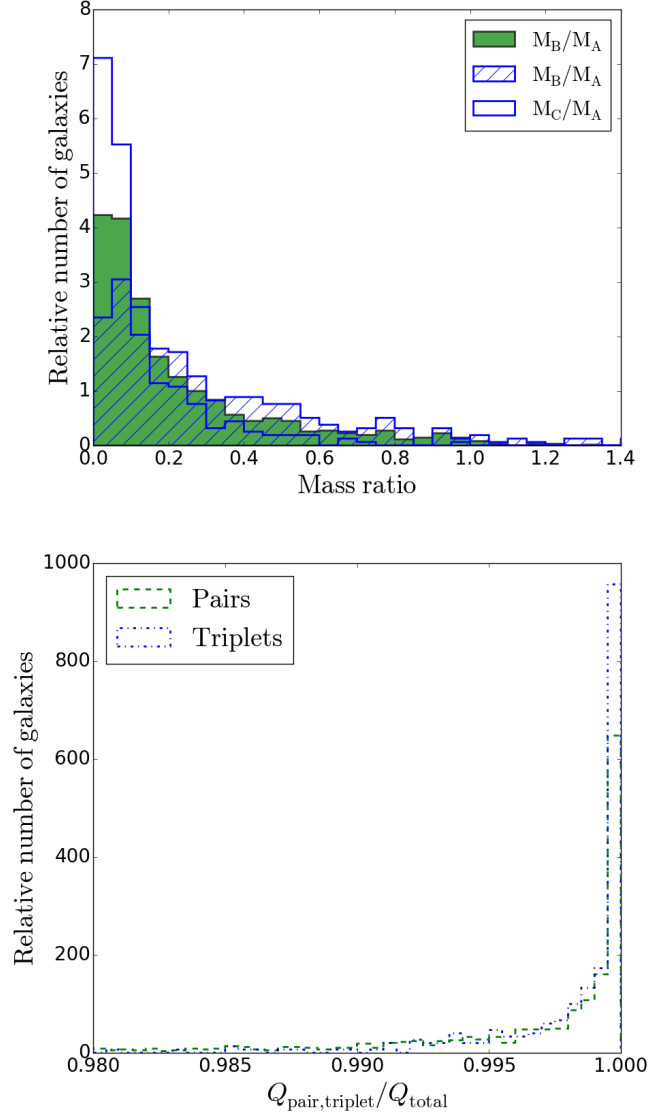 8
7
6
5
4
3
2
1
0
Relative number of galaxies
M_B/M_A
M_B/M_A
M_C/M_A
0.0 0.2 0.4 0.6 0.8 1.0 1.2 1.4
Mass ratio
1000
800
600
400
200
0
Relative number of galaxies
Pairs
Triplets
0.980 0.985 0.990 0.995 1.000
Q_pair,triplet/Q_total